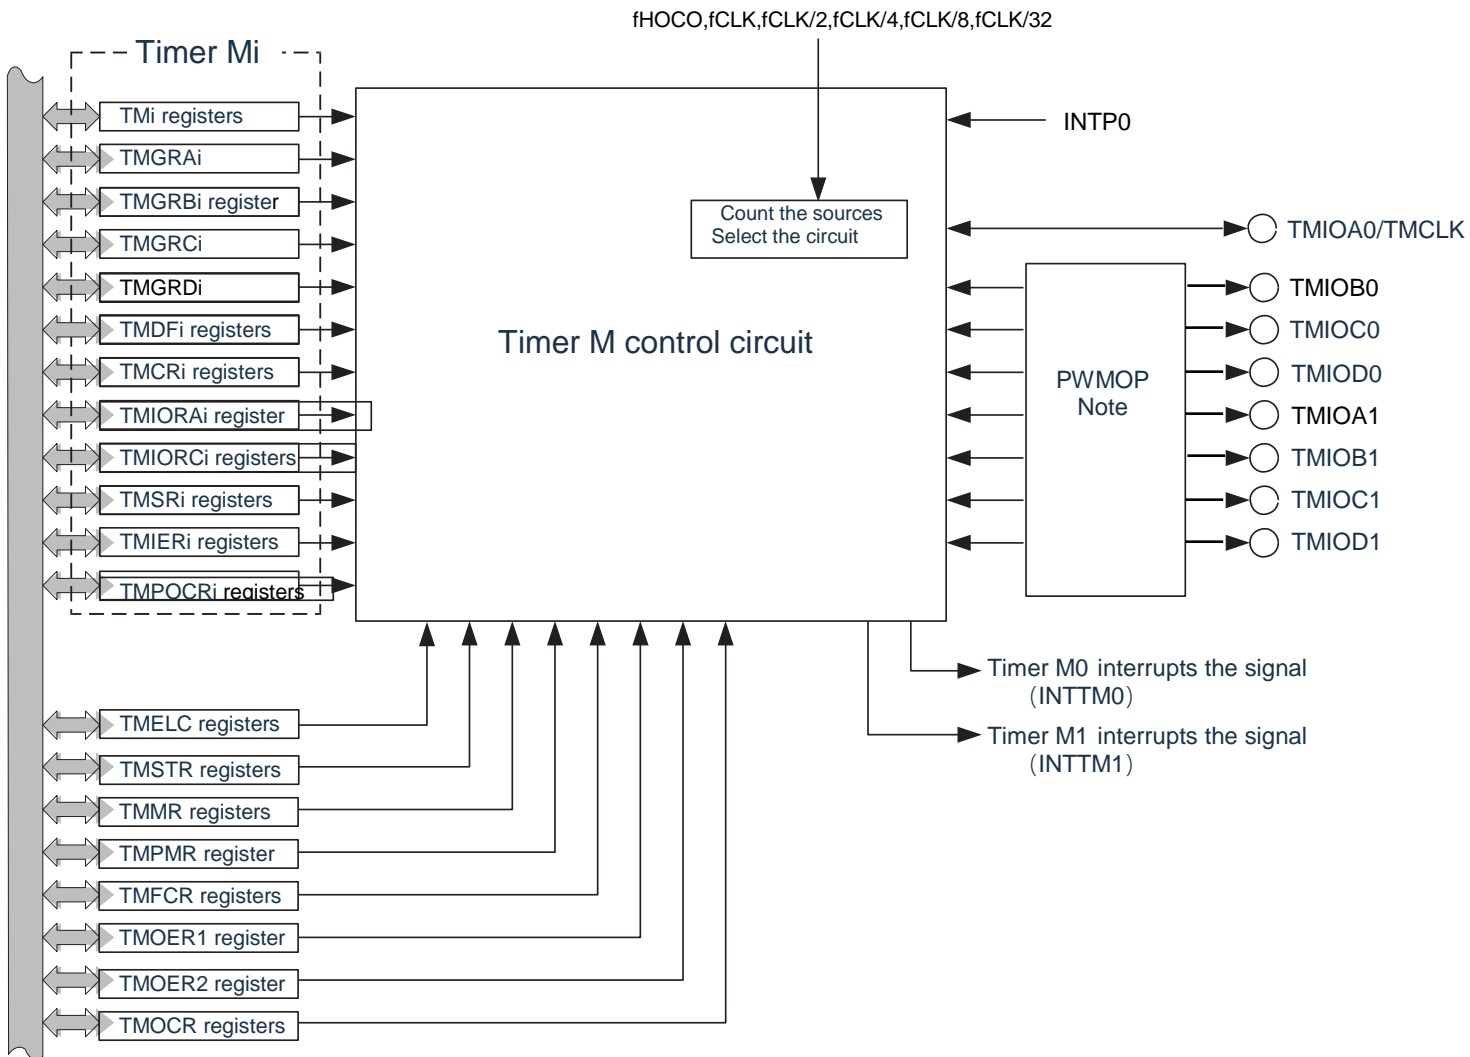 fHOCO,fCLK,fCLK/2,fCLK/4,fCLK/8,fCLK/32
Timer Mi
TMi registers
TMGRAi
TMGRBi register
TMGRCi
TMGRDi
TMDFi registers
TMCRi registers
TMIORAi register
TMIORCi registers
TMSRi registers
TMIERi registers
TMPOCRi registers
INTP0
Count the sources
Select the circuit
Timer M control circuit
TMIOA0/TMCLK
PWMOP
Note
TMIOB0
TMIOC0
TMIOD0
TMIOA1
TMIOB1
TMIOC1
TMIOD1
Timer M0 interrupts the signal
(INTTM0)
Timer M1 interrupts the signal
(INTTM1)
TMELC registers
TMSTR registers
TMMR registers
TMPMR register
TMFCR registers
TMOER1 register
TMOER2 register
TMOCR registers